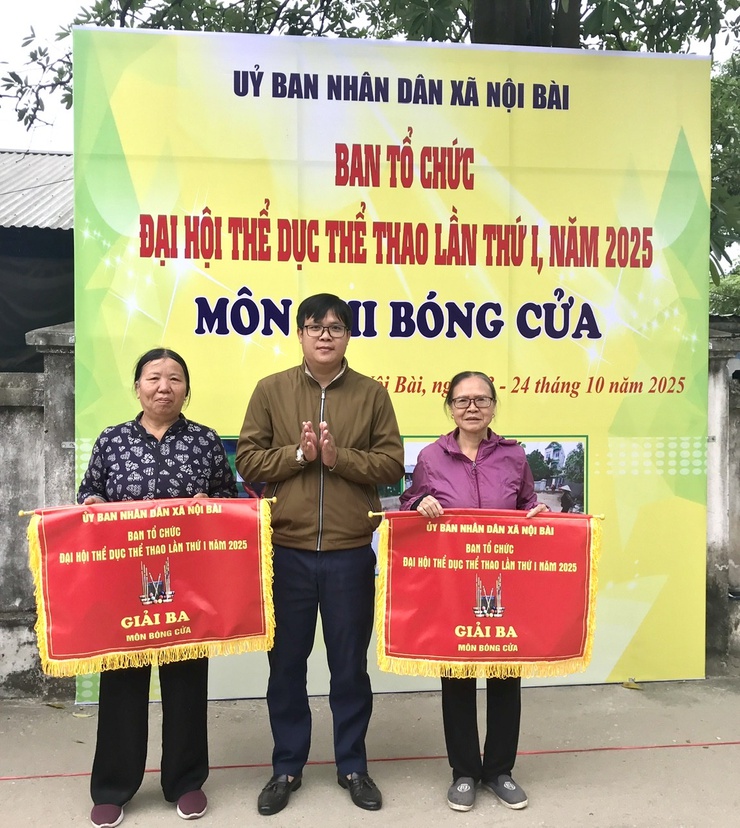 UỶ BAN NHÂN DÂN XÃ NỘI BÀI
BAN TỔ CHỨC
ĐẠI HỘI THỂ DỤC THỂ THAO LẦN THỨ I, NĂM 2025
MÔN BÓNG CỬA
Bài, - 24 tháng 10 năm 2025
UỶ BAN NHÂN DÂN XÃ NỘI BÀI
BAN TỔ CHỨC
ĐẠI HỘI THỂ DỤC THỂ THAO LẦN THỨ I NĂM 2025
GIẢI BA
MÔN BÓNG CỬA
UỶ BAN NHÂN DÂN XÃ NỘI BÀI
BAN TỔ CHỨC
ĐẠI HỘI THỂ DỤC THỂ THAO LẦN THỨ I NĂM 2025
GIẢI BA
MÔN BÓNG CỬA